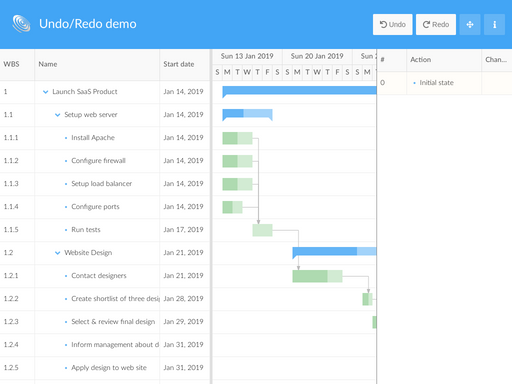 Undo/Redo demo
Undo
Redo
WBS Name Start date
Sun 13 Jan 2019 Sun 20 Jan 2019 Sun
S M T W T F S S M T W T F S S M T
# Action Chan...
0 Initial state
1 Launch SaaS Product Jan 14, 2019
1.1 Setup web server Jan 14, 2019
1.1.1 Install Apache Jan 14, 2019
1.1.2 Configure firewall Jan 14, 2019
1.1.3 Setup load balancer Jan 14, 2019
1.1.4 Configure ports Jan 14, 2019
1.1.5 Run tests Jan 17, 2019
1.2 Website Design Jan 21, 2019
1.2.1 Contact designers Jan 21, 2019
1.2.2 Create shortlist of three desi Jan 28, 2019
1.2.3 Select & review final design Jan 29, 2019
1.2.4 Inform management about d Jan 31, 2019
1.2.5 Apply design to web site Jan 31, 2019